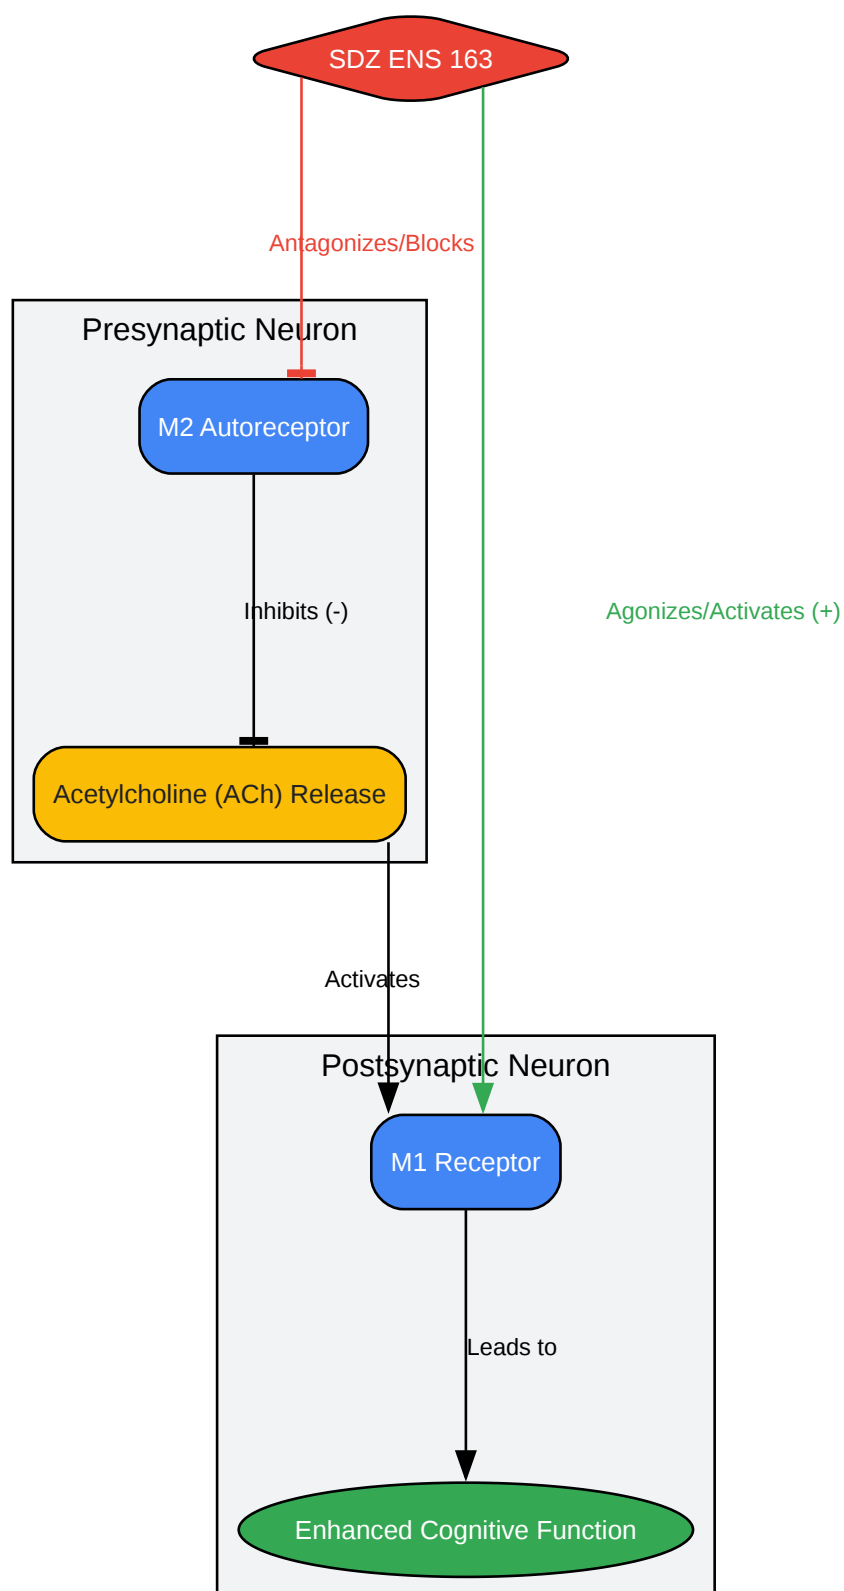 SDZ ENS 163
Antagonizes/Blocks
Presynaptic Neuron
M2 Autoreceptor
Inhibits (-)
Agonizes/Activates (+)
Acetylcholine (ACh) Release
Activates
Postsynaptic Neuron
M1 Receptor
Leads to
Enhanced Cognitive Function